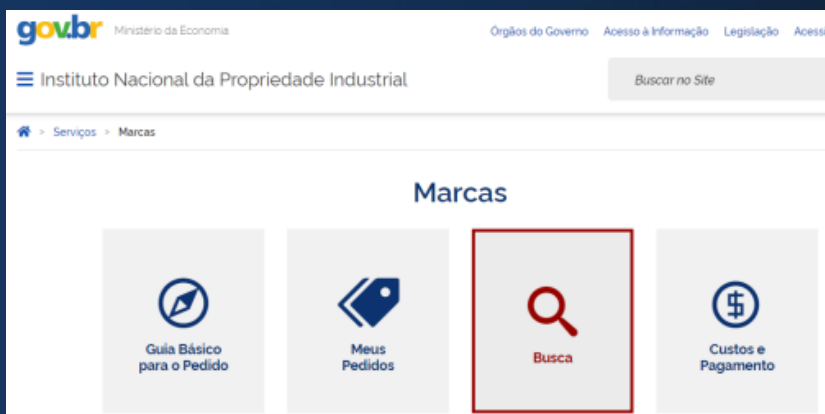 gov.br Ministério da Economia Órgãos do Governo Acesso à Informação Legislação
Instituto Nacional da Propriedade Industrial Buscar no Site
> Serviços > Marcas
Marcas
Guia Básico
para o Pedido
Meus
Pedidos
Busca
Custos e
Pagamento